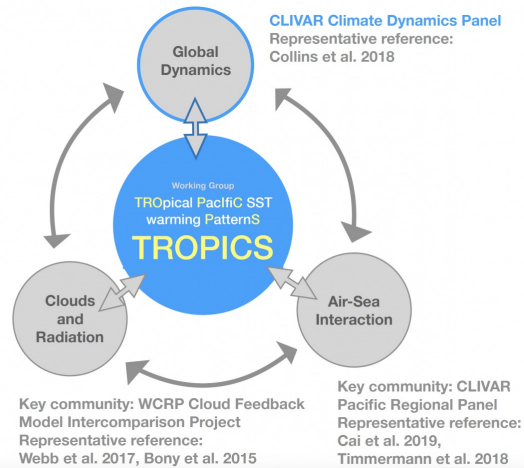 CLIVAR Climate Dynamics Panel
Representative reference:
Collins et al. 2018
Global
Dynamics
Working Group
TROpical PacIfiC SST
warming PatternS
TROPICS
Clouds
and
Radiation
Air-Sea
Interaction
Key community: WCRP Cloud Feedback
Model Intercomparison Project
Representative reference:
Webb et al. 2017, Bony et al. 2015
Key community: CLIVAR
Pacific Regional Panel
Representative reference:
Cai et al. 2019,
Timmermann et al. 2018